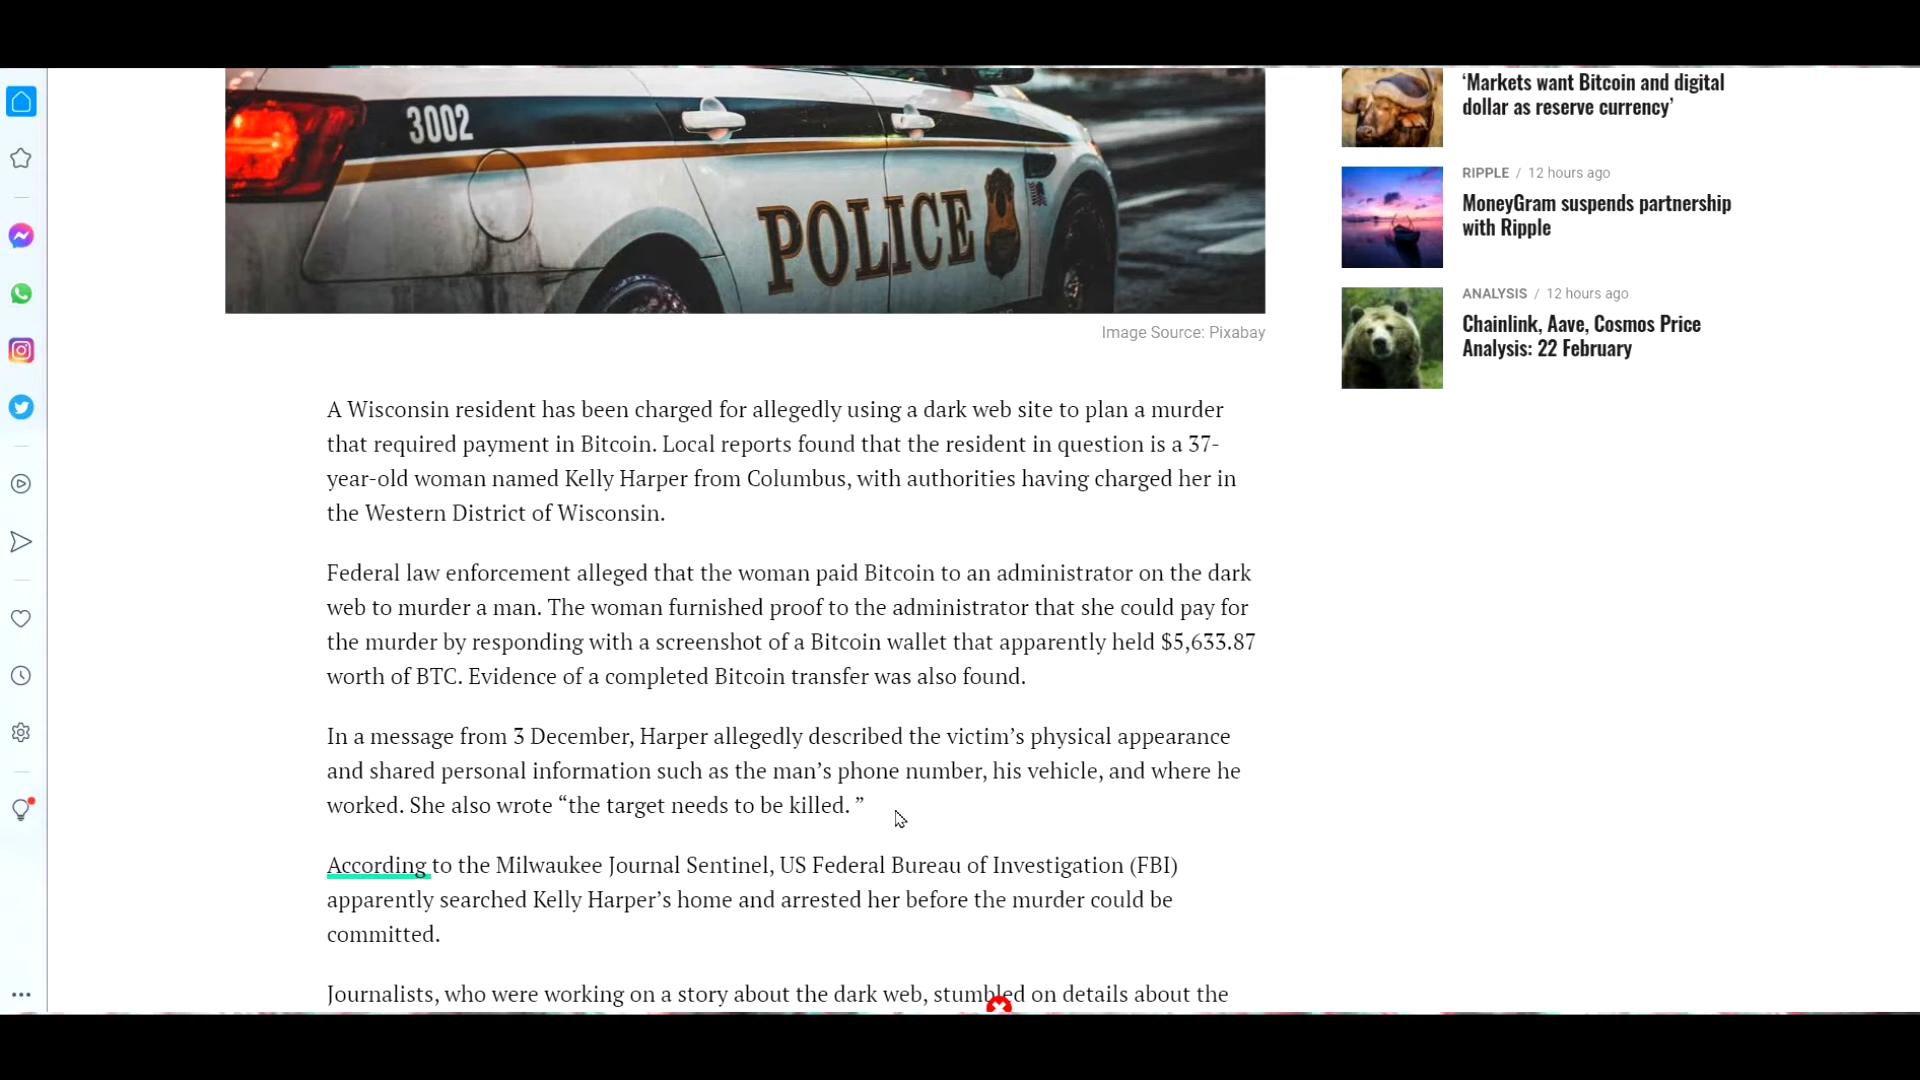 3002
POLICE
Image Source: Pixabay
A Wisconsin resident has been charged for allegedly using a dark web site to plan a murder
that required payment in Bitcoin. Local reports found that the resident in question is a 37-
year-old woman named Kelly Harper from Columbus, with authorities having charged her in
the Western District of Wisconsin.
Federal law enforcement alleged that the woman paid Bitcoin to an administrator on the dark
web to murder a man. The woman furnished proof to the administrator that she could pay for
the murder by responding with a screenshot of a Bitcoin wallet that apparently held $5,633.87
worth of BTC. Evidence of a completed Bitcoin transfer was also found.
In a message from 3 December, Harper allegedly described the victim’s physical appearance
and shared personal information such as the man’s phone number, his vehicle, and where he
worked. She also wrote “the target needs to be killed. ”
According to the Milwaukee Journal Sentinel, US Federal Bureau of Investigation (FBI)
apparently searched Kelly Harper’s home and arrested her before the murder could be
committed.
Journalists, who were working on a story about the dark web, stumbled on details about the
‘Markets want Bitcoin and digital
dollar as reserve currency’
RIPPLE / 12 hours ago
MoneyGram suspends partnership
with Ripple
ANALYSIS / 12 hours ago
Chainlink, Aave, Cosmos Price
Analysis: 22 February